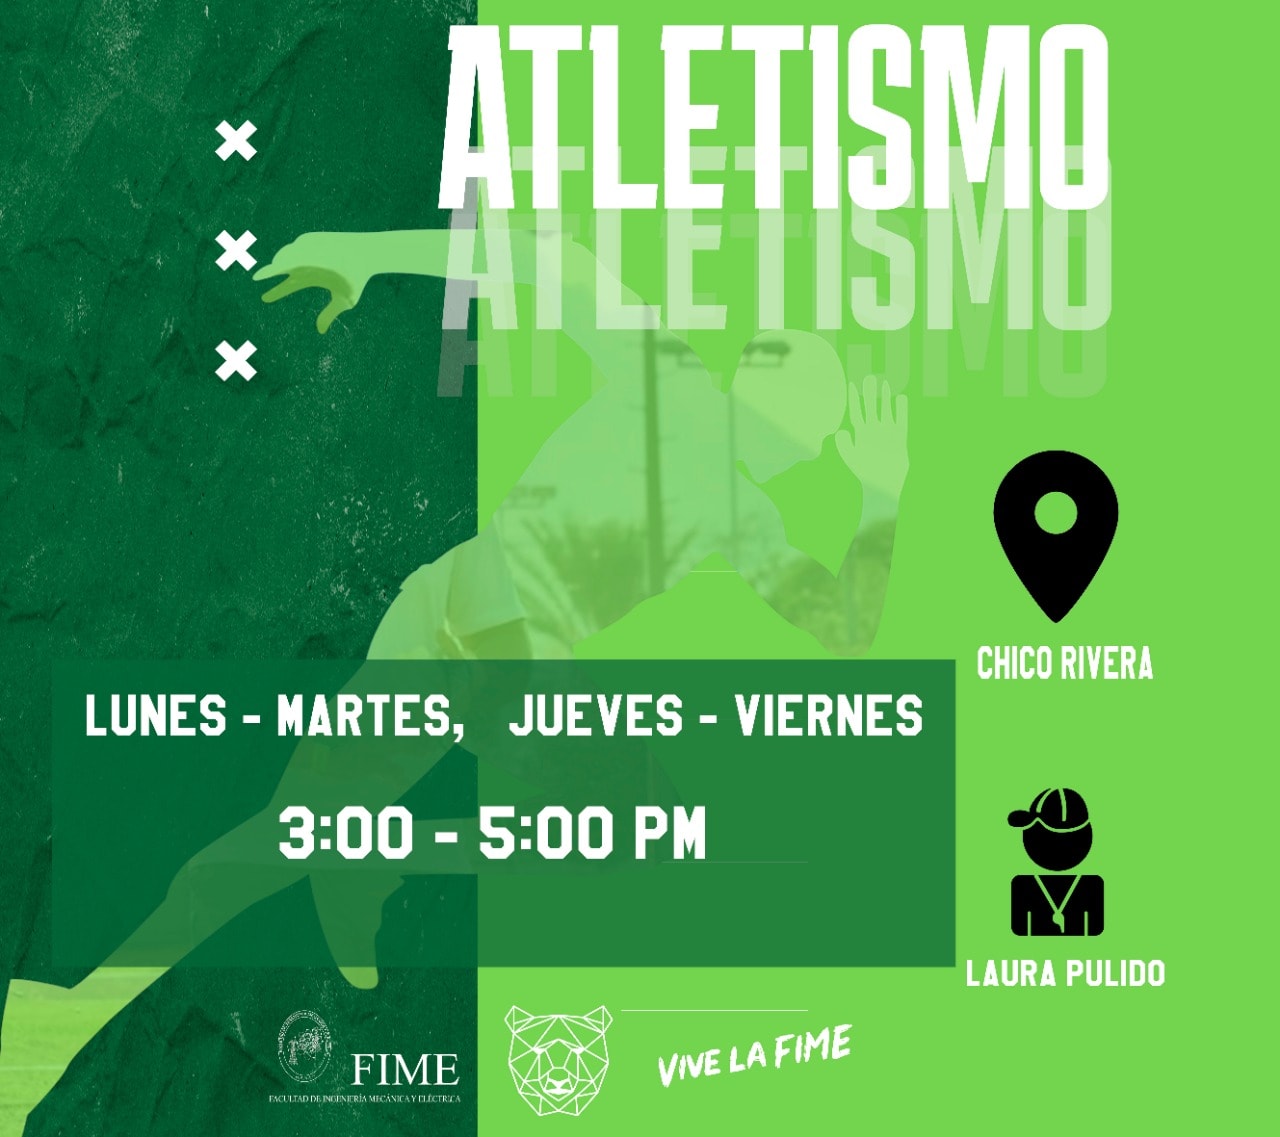 ATLETISMO
ATLETISMO
ATLETISMO
CHICO RIVERA
LUNES - MARTES, JUEVES - VIERNES
3:00 - 5:00 PM
LAURA PULIDO
FIME
FACULTAD DE INGENIERÍA MECÁNICA Y ELÉCTRICA
VIVE LA FIME